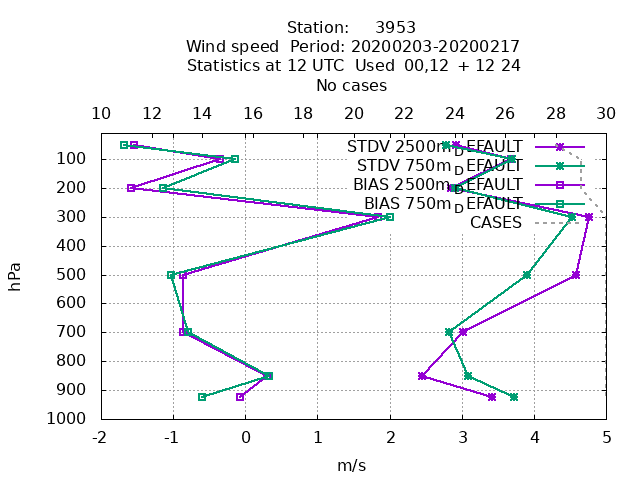 Station: 3953
Wind speed Period: 20200203-20200217
Statistics at 12 UTC Used 00,12 + 12 24
No cases
10 12 14 16 18 20 22 24 26 28 30
STDV 2500m_DEFAULT
STDV 750m_DEFAULT
BIAS 2500m_DEFAULT
BIAS 750m_DEFAULT
CASES
hPa
100
200
300
400
500
600
700
800
900
1000
-2 -1 0 1 2 3 4 5
m/s